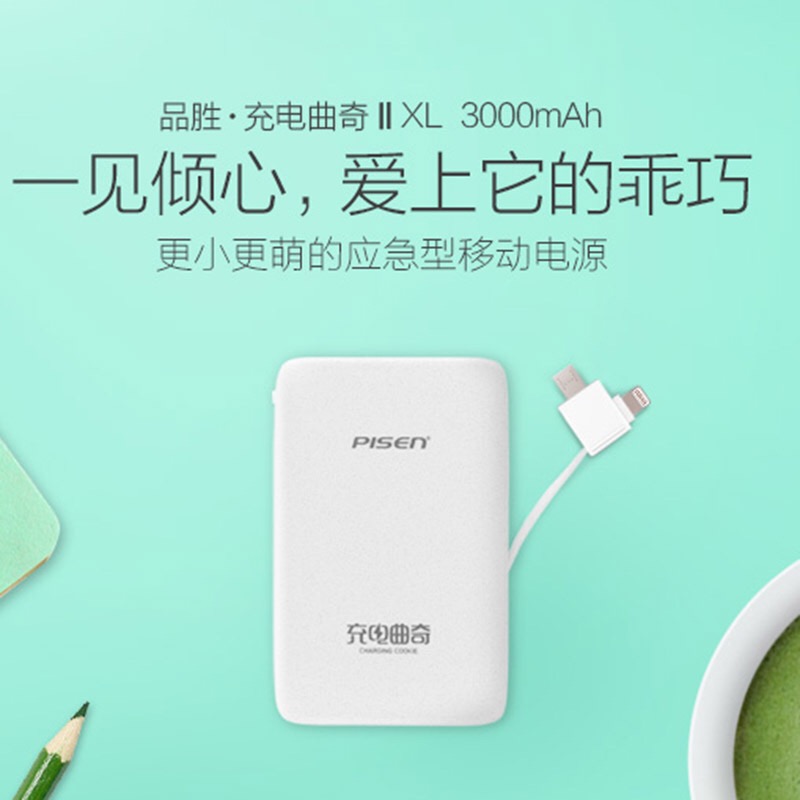 品胜·充电曲奇 II XL 3000mAh
一见倾心，爱上它的乖巧
更小更萌的应急型移动电源
PISEN®
充电曲奇
CHARGING COOKIE